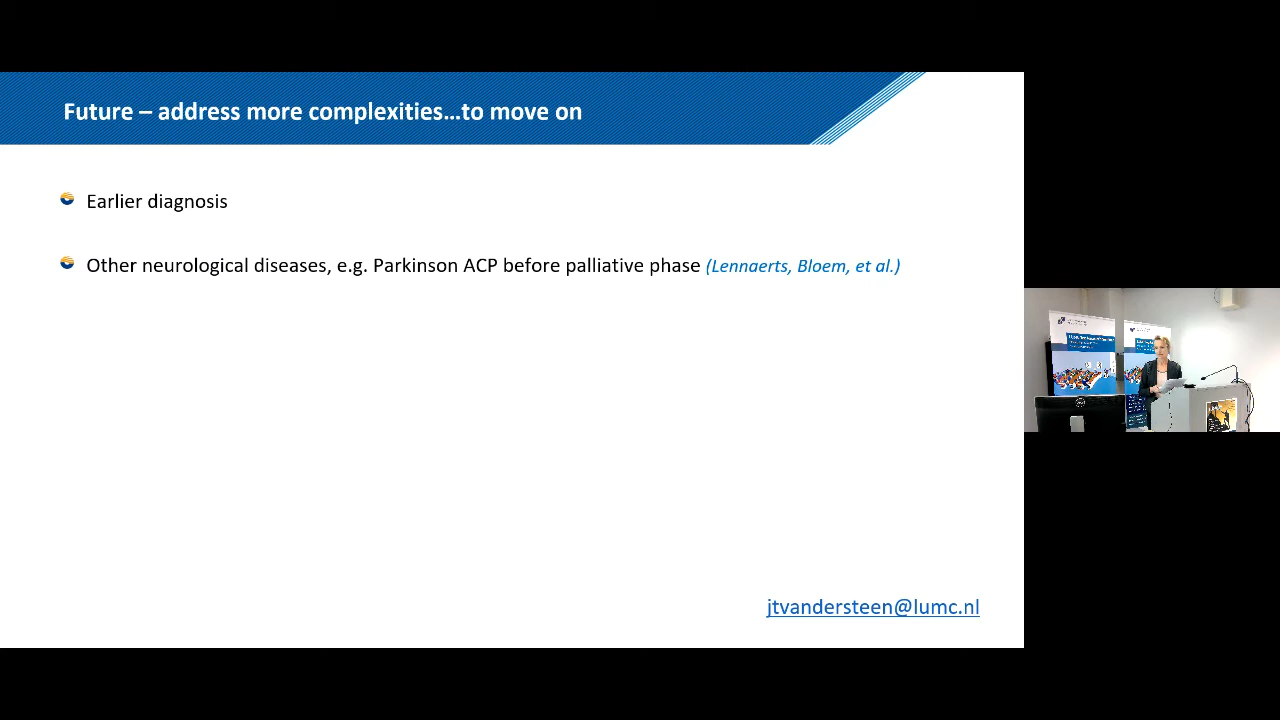 Future – address more complexities…to move on
Earlier diagnosis
Other neurological diseases, e.g. Parkinson ACP before palliative phase (Lennaerts, Bloem, et al.)
jtvandersteen@lumc.nl